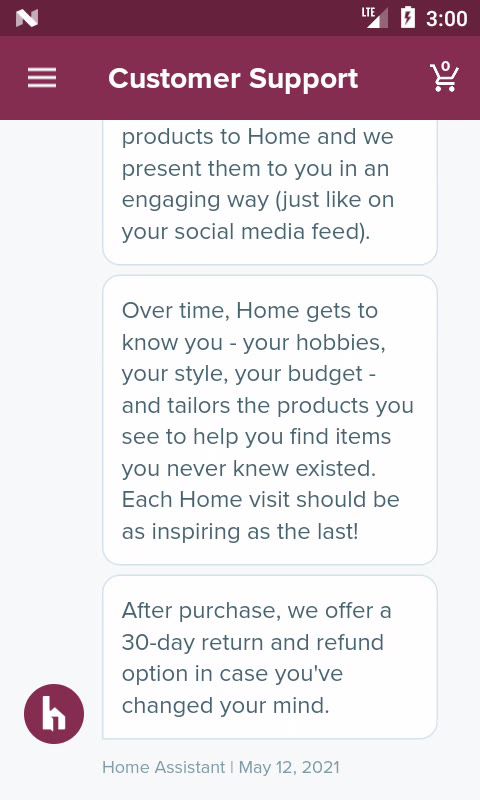 LTE 3:00
Customer Support 0
products to Home and we
present them to you in an
engaging way (just like on
your social media feed).
Over time, Home gets to
know you - your hobbies,
your style, your budget -
and tailors the products you
see to help you find items
you never knew existed.
Each Home visit should be
as inspiring as the last!
After purchase, we offer a
30-day return and refund
option in case you've
changed your mind.
h
Home Assistant | May 12, 2021